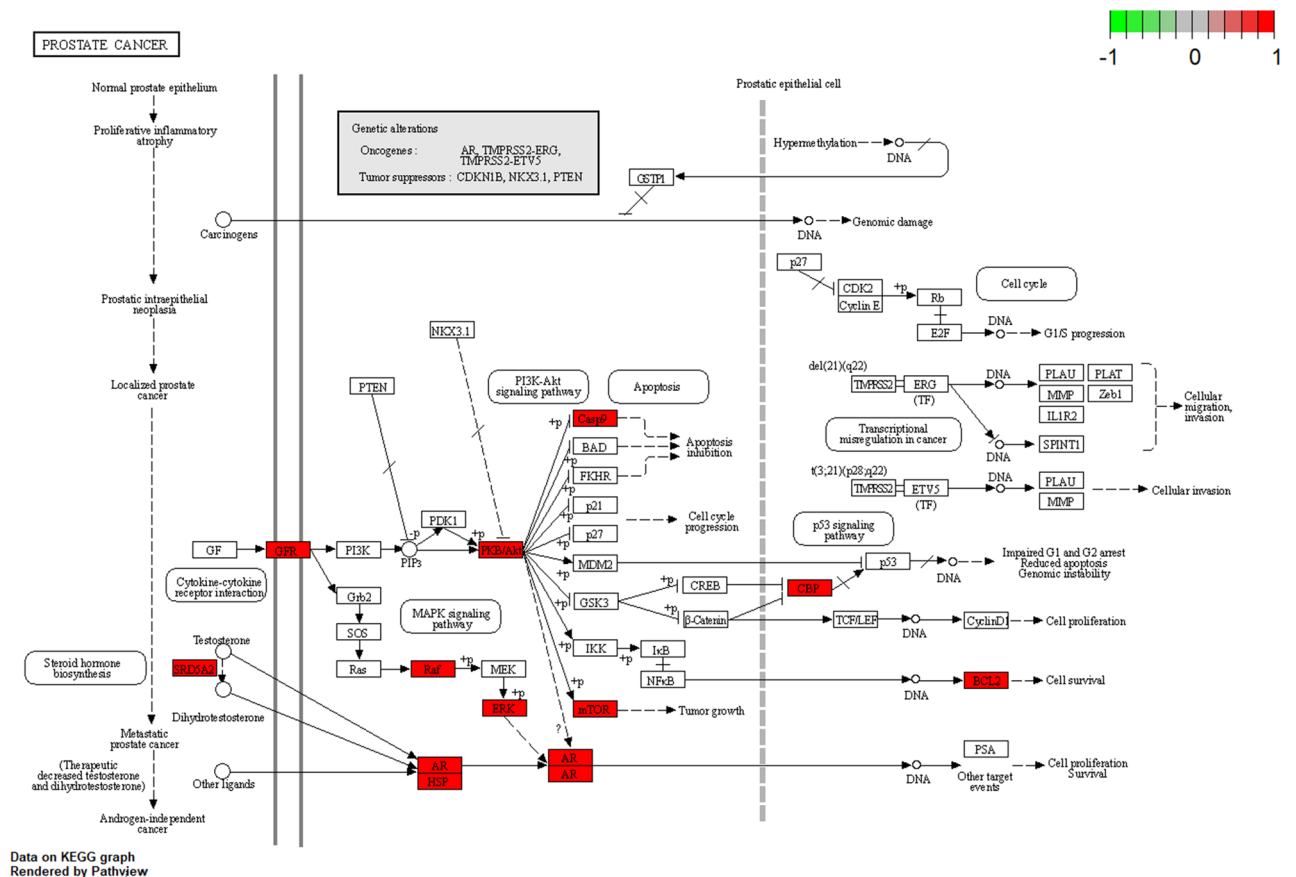 PROSTATE CANCER
-1 0 1
Normal prostate epithelium
Proliferative inflammatory
atrophy
Prostatic intraepithelial
neoplasia
Localized prostate
cancer
Metastatic
prostate cancer
(Therapeutic
decreased testosterone
and dihydrotestosterone)
Androgen-independent
cancer
Genetic alterations
Oncogenes : AR, TMPRSS2-ERG,
TMPRSS2-ETV5
Tumor suppressors : CDKN1B, NKX3.1, PTEN
Prostatic epithelial cell
Hypermethylation
DNA
GSTP1
Carcinogens
DNA
Genomic damage
p27
CDK2
Cyclin E
+p
Rb
E2F
Cell cycle
DNA
G1/S progression
NKX3.1
PTEN
PI3K-Akt
signaling pathway
Apoptosis
del(21)(q22)
TMPRSS2
ERG
(TF)
DNA
PLAU
PLAT
MMP
Zeb1
IL1R2
Cellular
migration,
invasion
Transcriptional
misregulation in cancer
DNA
SPINT1
t(3;21)(p28;q22)
TMPRSS2
ETV5
(TF)
DNA
PLAU
MMP
Cellular invasion
+p
Casp9
BAD
+p
FKHR
+p
p21
+p
p27
+p
MDM2
+p
GSK3
+p
IKK
+p
mTOR
+p
Apoptosis
inhibition
Cell cycle
progression
GF
GFR
PI3K
PIP3
-p
PDK1
+p
PKB/Akt
p53 signaling
pathway
p53
DNA
Impaired G1 and G2 arrest
Reduced apoptosis
Genomic instability
Cytokine-cytokine
receptor interaction
Grb2
SOS
Ras
MAPK signaling
pathway
Raf
+p
MEK
+p
ERK
+p
CREB
+p
β-Catenin
CBP
TCF/LEF
DNA
CyclinD1
Cell proliferation
+p
IκB
NFκB
DNA
BCL2
Cell survival
Tumor growth
Steroid hormone
biosynthesis
Testosterone
SRD5A2
Dihydrotestosterone
Other ligands
AR
HSP
?
AR
AR
DNA
PSA
Other target
events
Cell proliferation
Survival
Data on KEGG graph
Rendered by Pathview